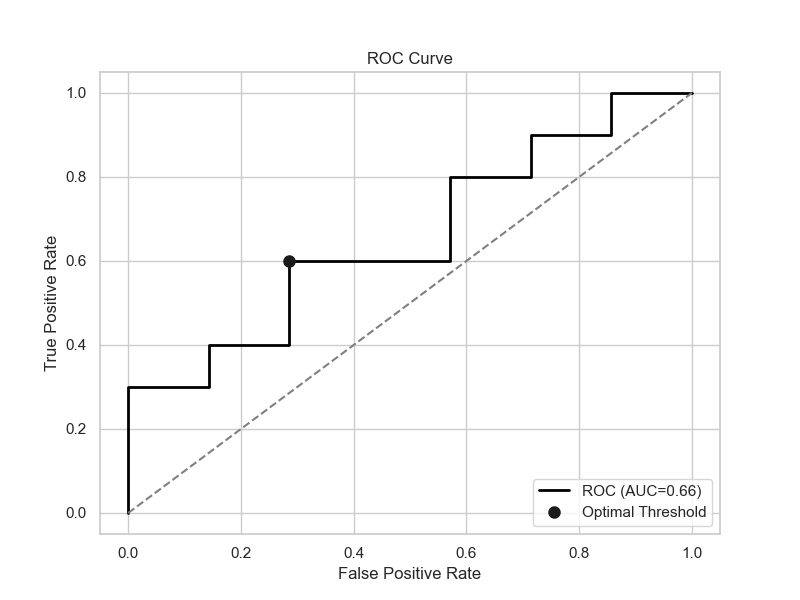 ROC Curve
1.0
0.8
0.6
0.4
0.2
0.0
True Positive Rate
0.0 0.2 0.4 0.6 0.8 1.0
False Positive Rate
ROC (AUC=0.66)
Optimal Threshold